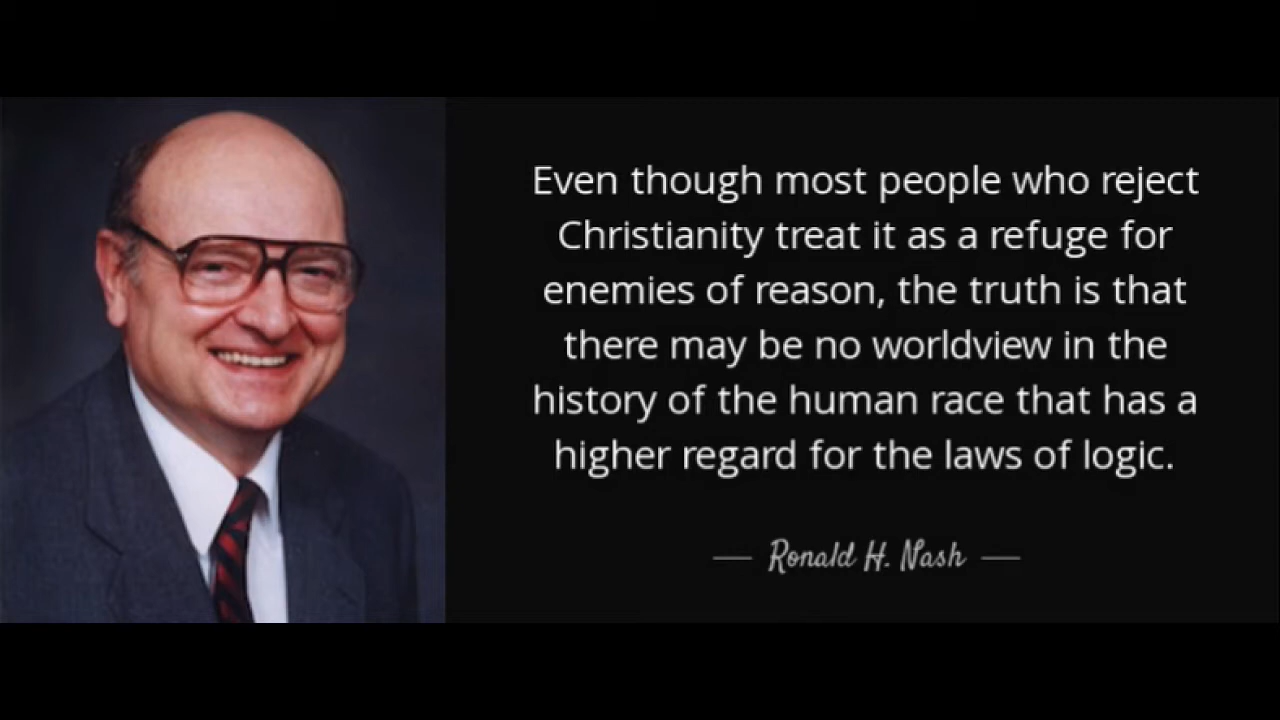 Even though most people who reject
Christianity treat it as a refuge for
enemies of reason, the truth is that
there may be no worldview in the
history of the human race that has a
higher regard for the laws of logic.
— Ronald H. Nash —